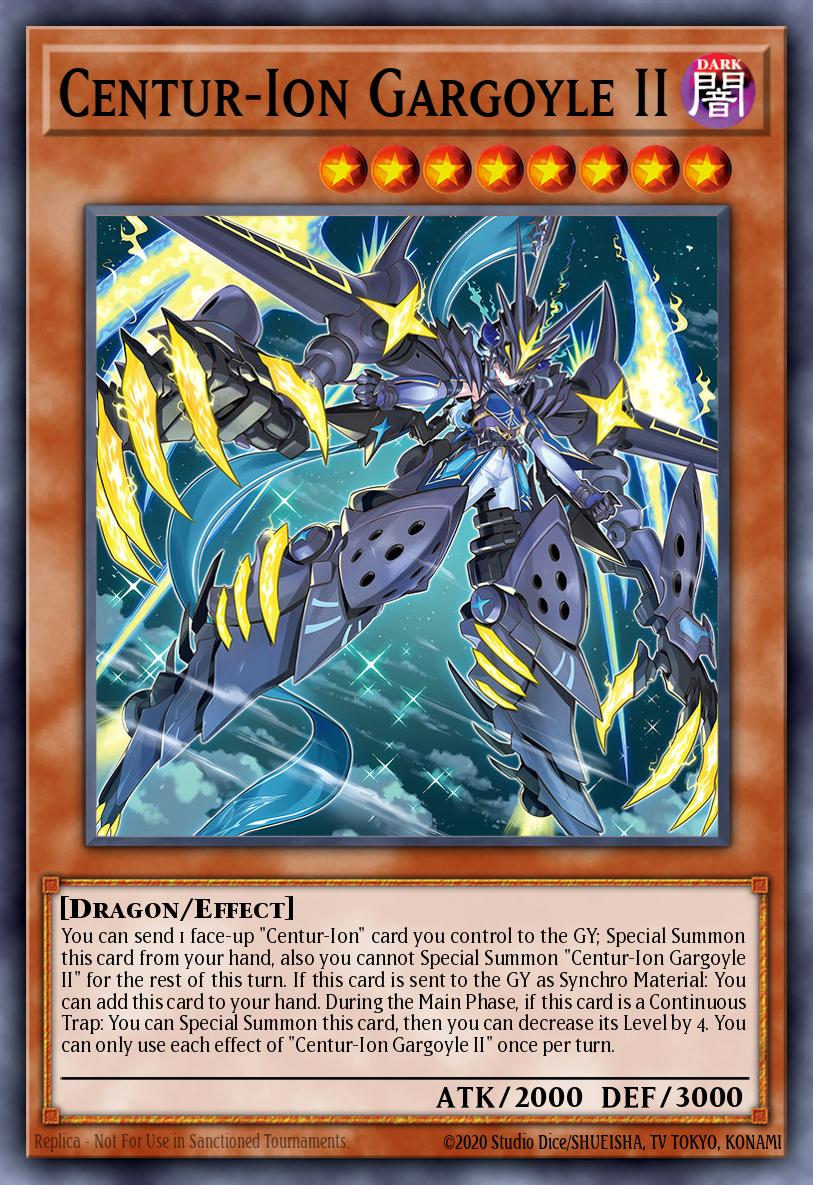 Centur-Ion Gargoyle II
DARK
闇
[Dragon/Effect]
You can send 1 face-up "Centur-Ion" card you control to the GY; Special Summon
this card from your hand, also you cannot Special Summon "Centur-Ion Gargoyle
II" for the rest of this turn. If this card is sent to the GY as Synchro Material: You
can add this card to your hand. During the Main Phase, if this card is a Continuous
Trap: You can Special Summon this card, then you can decrease its Level by 4. You
can only use each effect of "Centur-Ion Gargoyle II" once per turn.
ATK/2000 DEF/3000
Replica - Not For Use in Sanctioned Tournaments.
©2020 Studio Dice/SHUEISHA, TV TOKYO, KONAMI